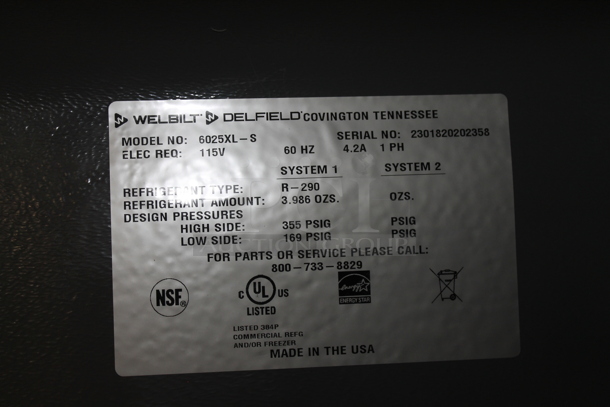 WELBILT DELFIELD COVINGTON TENNESSEE
MODEL NO: 6025XL-S SERIAL NO: 2301820202358
ELEC REQ: 115V 60 HZ 4.2A 1 PH
SYSTEM 1 SYSTEM 2
REFRIGERANT TYPE: R-290
REFRIGERANT AMOUNT: 3.986 OZS. OZS.
DESIGN PRESSURES
HIGH SIDE: 355 PSIG PSIG
LOW SIDE: 169 PSIG PSIG
FOR PARTS OR SERVICE PLEASE CALL:
800-733-8829
NSF®
C UL US
LISTED
ENERGY STAR
LISTED 384P
COMMERCIAL REFG
AND/OR FREEZER
MADE IN THE USA